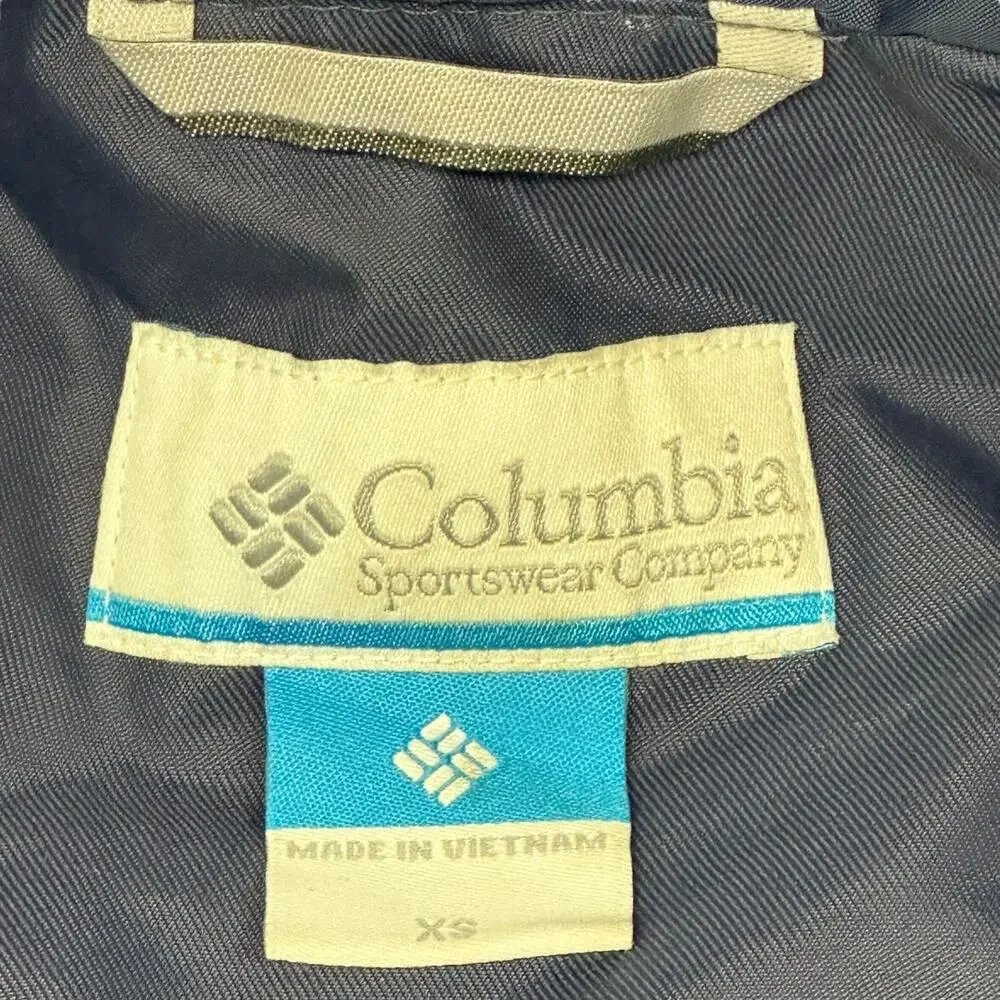 Columbia
Sportswear Company
MADE IN VIETNAM
XS